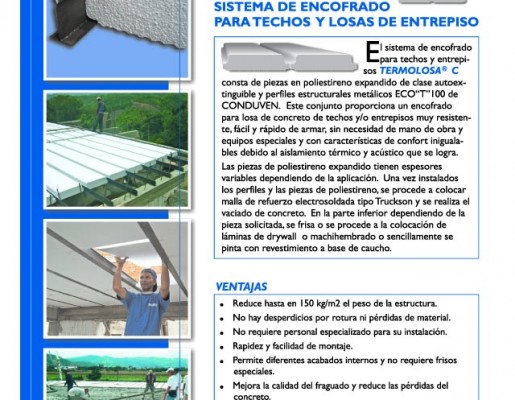 SISTEMA DE ENCOFRADO
PARA TECHOS Y LOSAS DE ENTREPISO
El sistema de encofrado
para techos y entrepi-
sos TERMOLOSA® C
consta de piezas en poliestireno expandido de clase autoex-
tinguible y perfiles estructurales metálicos ECO"T"100 de
CONDUVEN. Este conjunto proporciona un encofrado
para losa de concreto de techos y/o entrepisos muy resisten-
te, fácil y rápido de armar, sin necesidad de mano de obra y
equipos especiales y con características de confort iniguala-
bles debido al aislamiento térmico y acústico que se logra.
Las piezas de poliestireno expandido tienen espesores
variables dependiendo de la aplicación. Una vez instalados
los perfiles y las piezas de poliestireno, se procede a colocar
malla de refuerzo electrosoldada tipo Truckson y se realiza el
vaciado de concreto. En la parte inferior dependiendo de la
pieza solicitada, se frisa o se procede a la colocación de
láminas de drywall o machihembrado o sencillamente se
pinta con revestimiento a base de caucho.
VENTAJAS
• Reduce hasta en 150 kg/m2 el peso de la estructura.
• No hay desperdicios por rotura ni pérdidas de material.
• No requiere personal especializado para su instalación.
• Rapidez y facilidad de montaje.
• Permite diferentes acabados internos y no requiere frisos
especiales.
• Mejora la calidad del fraguado y reduce las pérdidas del
concreto.